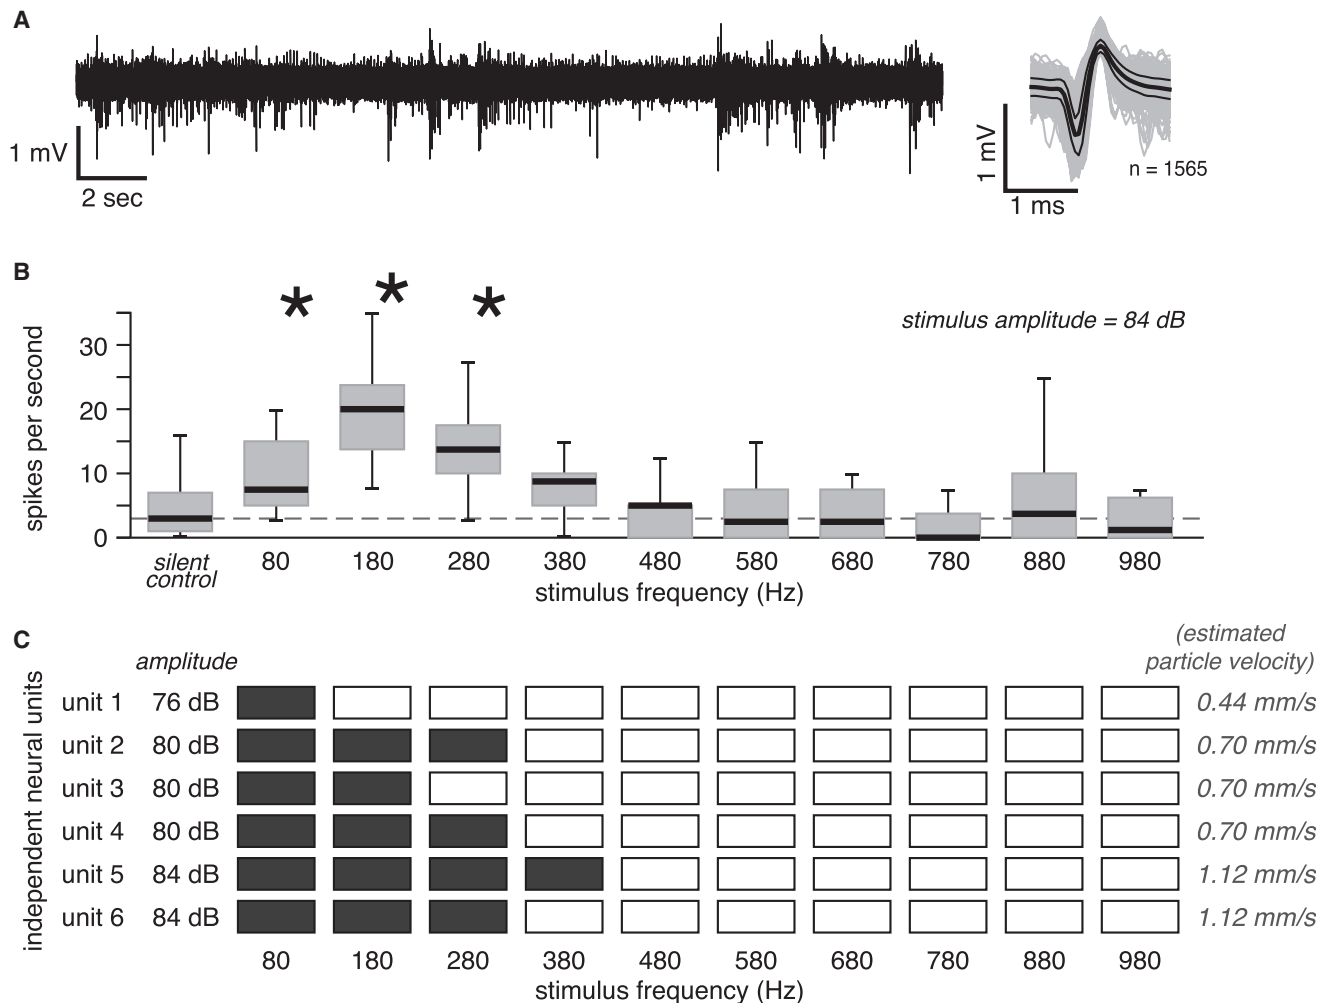 A
1 mV
2 sec
1 mV
1 ms
n = 1565
B
spikes per second
30
20
10
0
* * *
stimulus amplitude = 84 dB
silent
control
80 180 280 380 480 580 680 780 880 980
stimulus frequency (Hz)
C
independent neural units
amplitude
(estimated
particle velocity)
unit 1 76 dB 0.44 mm/s
unit 2 80 dB 0.70 mm/s
unit 3 80 dB 0.70 mm/s
unit 4 80 dB 0.70 mm/s
unit 5 84 dB 1.12 mm/s
unit 6 84 dB 1.12 mm/s
80 180 280 380 480 580 680 780 880 980
stimulus frequency (Hz)